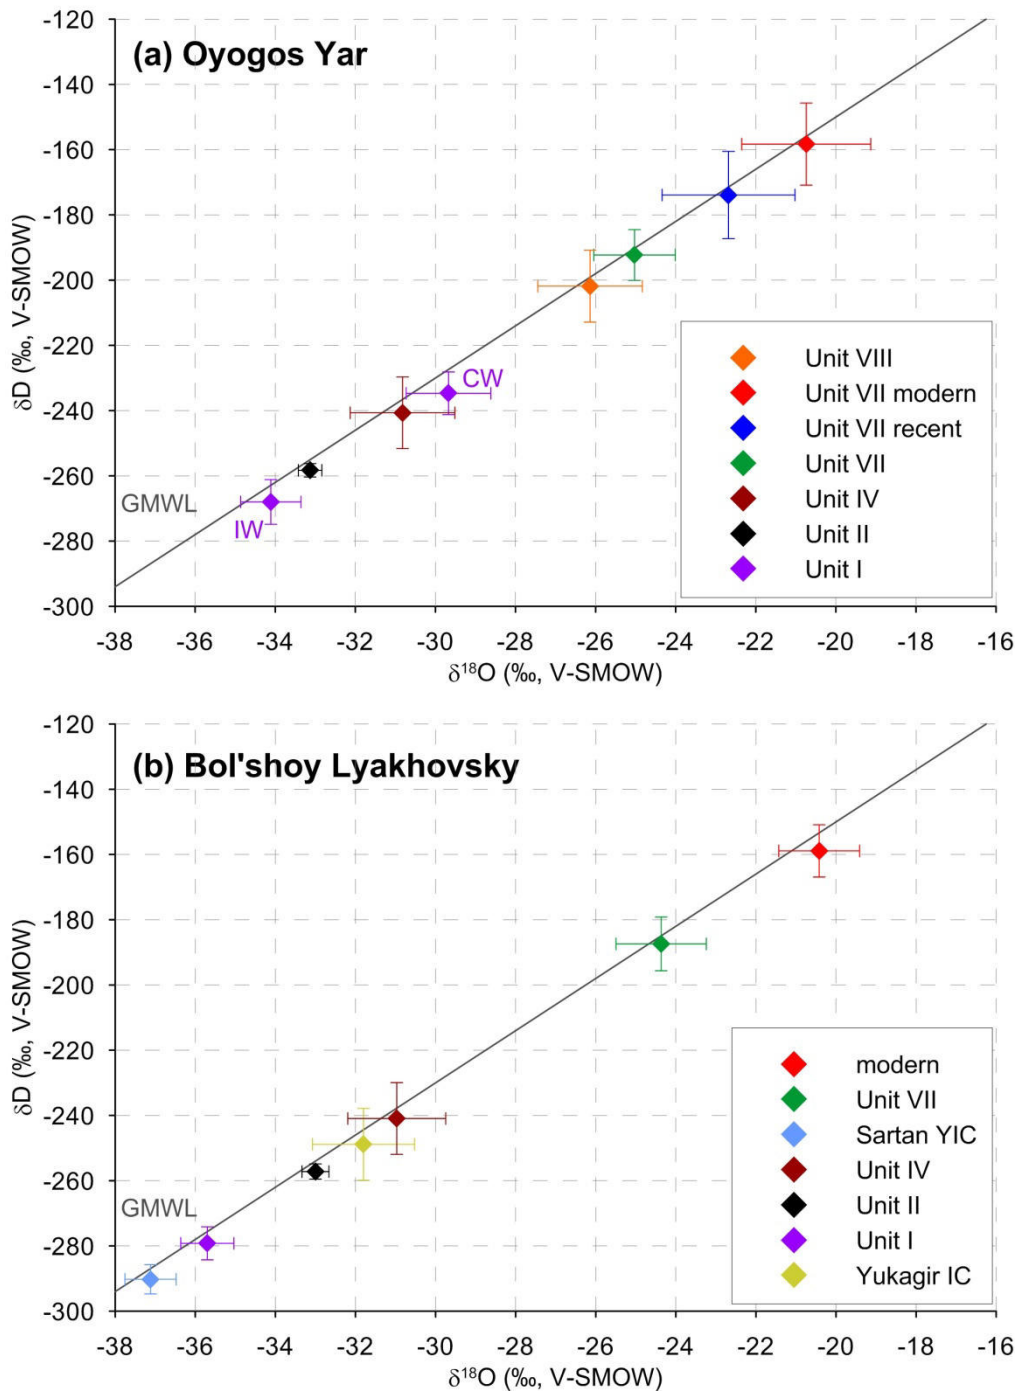 (a) Oyogos Yar
-120
-140
-160
-180
-200
-220
-240
-260
-280
-300
δD (‰, V-SMOW)
CW
GMWL
IW
Unit VIII
Unit VII modern
Unit VII recent
Unit VII
Unit IV
Unit II
Unit I
-38 -36 -34 -32 -30 -28 -26 -24 -22 -20 -18 -16
δ¹⁸O (‰, V-SMOW)
(b) Bol'shoy Lyakhovsky
-120
-140
-160
-180
-200
-220
-240
-260
-280
-300
δD (‰, V-SMOW)
GMWL
modern
Unit VII
Sartan YIC
Unit IV
Unit II
Unit I
Yukagir IC
-38 -36 -34 -32 -30 -28 -26 -24 -22 -20 -18 -16
δ¹⁸O (‰, V-SMOW)